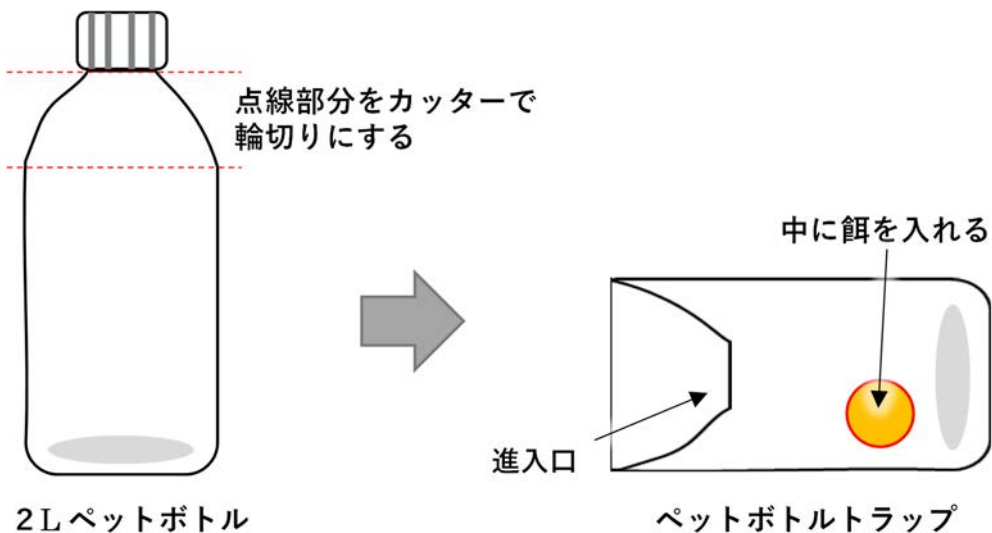 点線部分をカッターで
輪切りにする
中に餌を入れる
進入口
2Lペットボトル
ペットボトルトラップ